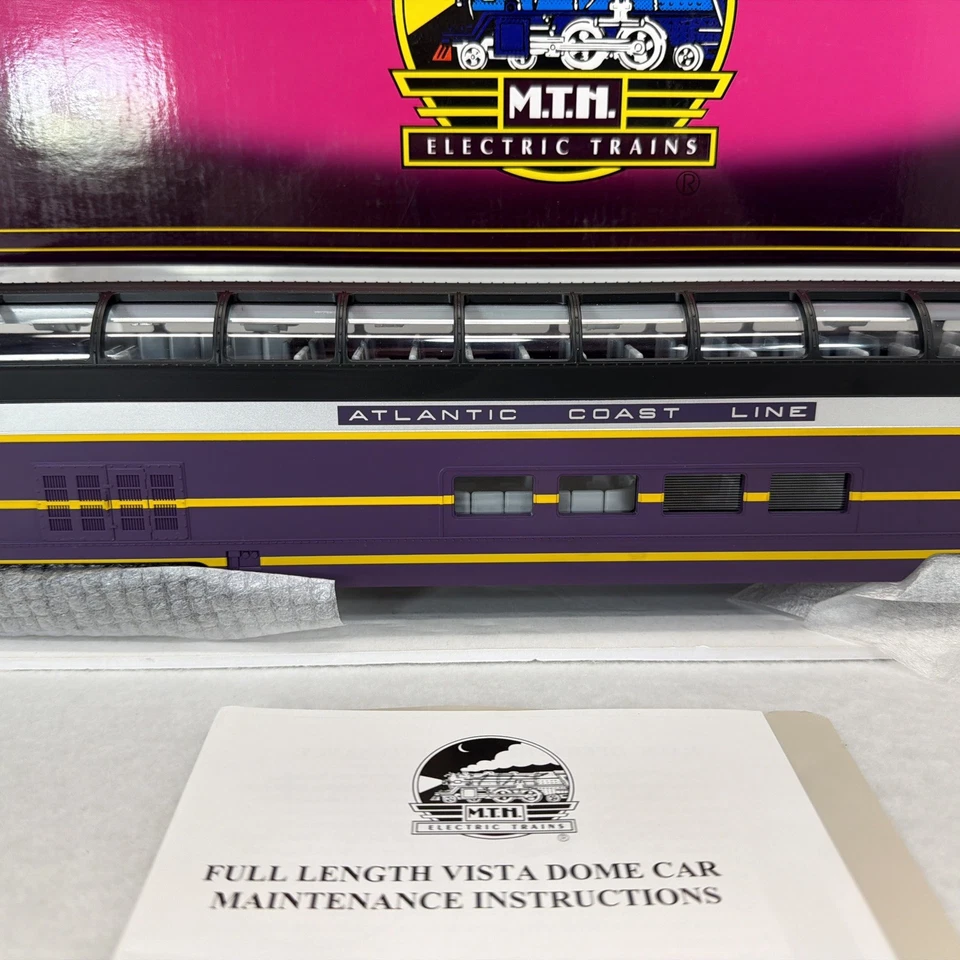 M.T.H.
ELECTRIC TRAINS
®
ATLANTIC COAST LINE
M.T.H.
ELECTRIC TRAINS
®
FULL LENGTH VISTA DOME CAR
MAINTENANCE INSTRUCTIONS